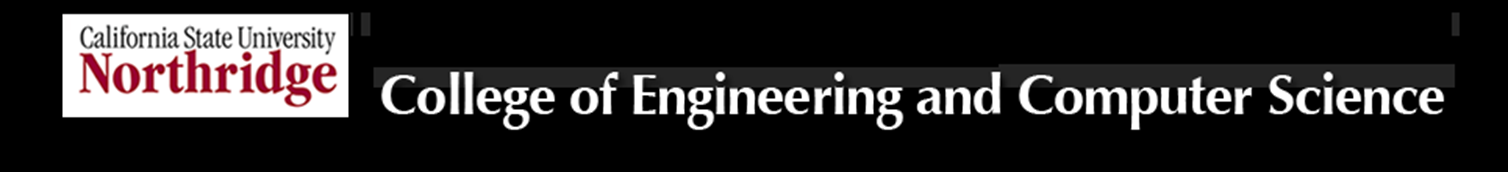 California State University
Northridge
College of Engineering and Computer Science